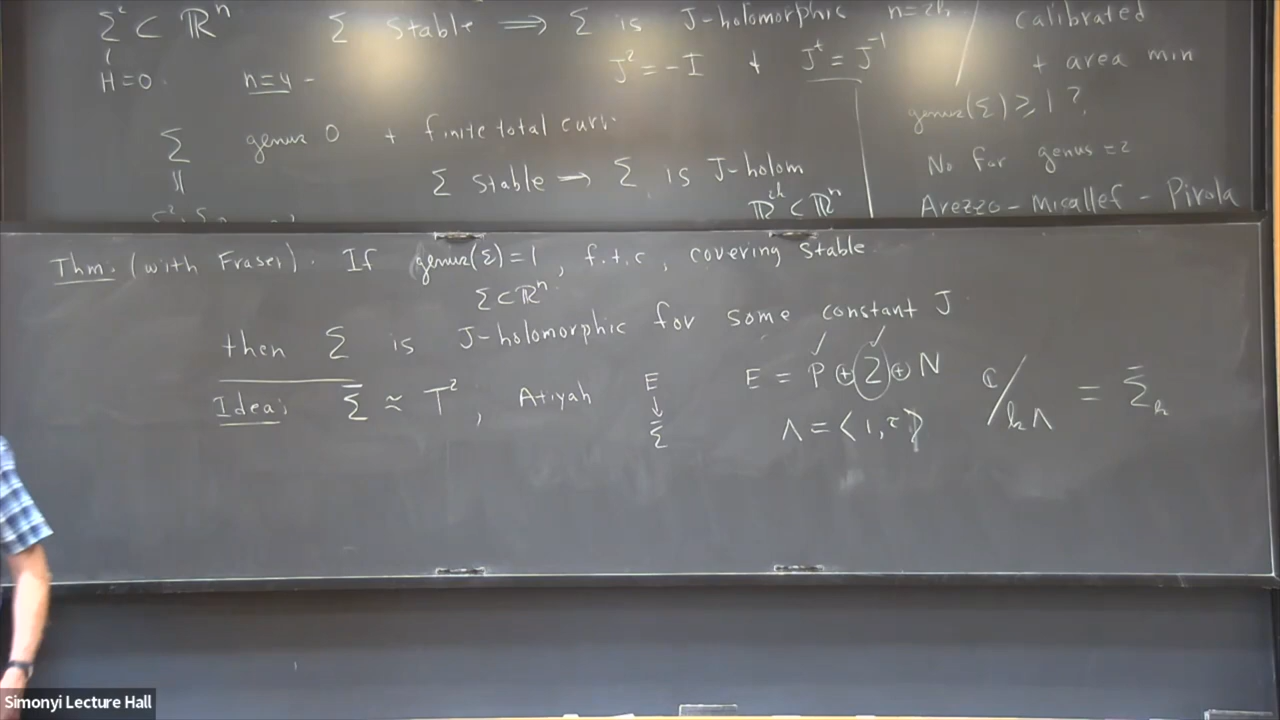 Σ² ⊂ ℝⁿ Σ stable ⟹ Σ is J-holomorphic n=2k
H=0 n=4 – J² = -I + Jᵗ = J⁻¹
calibrated
+ area min
Σ genus 0 + finite total curv.
Σ stable → Σ is J-holom
ℝ²ᵏ ⊂ ℝⁿ
genus(Σ) ≥ 1 ?
No for genus = 2
Arezzo - Micallef - Pirola
Thm. (with Fraser). If genus(Σ) = 1, f.t.c, covering stable
Σ ⊂ ℝⁿ
then Σ is J-holomorphic for some constant J
Idea: Σ̄ ≈ T², Atiyah E ↓ Σ̄ E = P ⊕ Z ⊕ N ℂ/kΛ = Σ̄ₖ
Λ = ⟨1, τ⟩
Simonyi Lecture Hall